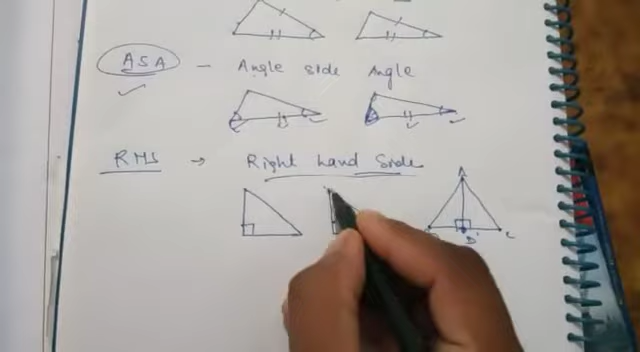 ASA - Angle side Angle
RHS → Right hand Side
A
D C